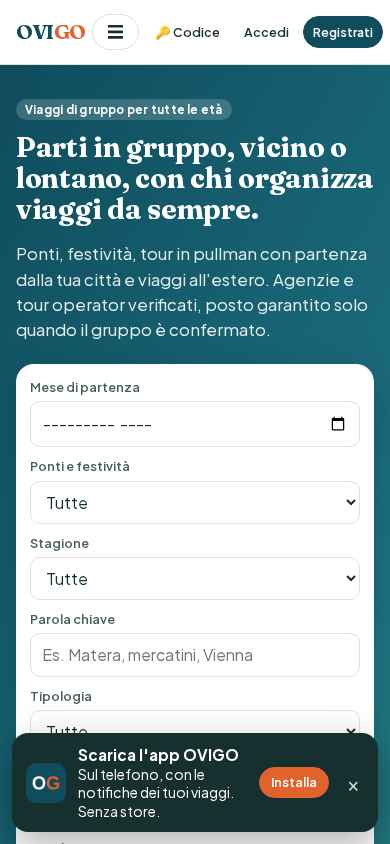 OVIGO
☰
🔑 Codice
Accedi
Registrati
Viaggi di gruppo per tutte le età
Parti in gruppo, vicino o
lontano, con chi organizza
viaggi da sempre.
Ponti, festività, tour in pullman con partenza
dalla tua città e viaggi all'estero. Agenzie e
tour operator verificati, posto garantito solo
quando il gruppo è confermato.
Mese di partenza
--------- ----
Ponti e festività
Tutte
Stagione
Tutte
Parola chiave
Es. Matera, mercatini, Vienna
Tipologia
Tutte
OG
Scarica l'app OVIGO
Sul telefono, con le
notifiche dei tuoi viaggi.
Senza store.
Installa
×